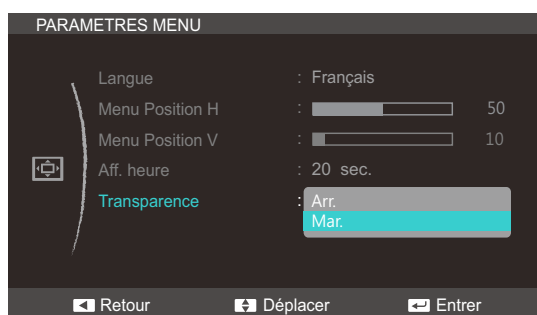 PARAMETRES MENU
Langue : Français
Menu Position H : 50
Menu Position V : 10
Aff. heure : 20 sec.
Transparence : Arr.
Mar.
Retour Déplacer Entrer